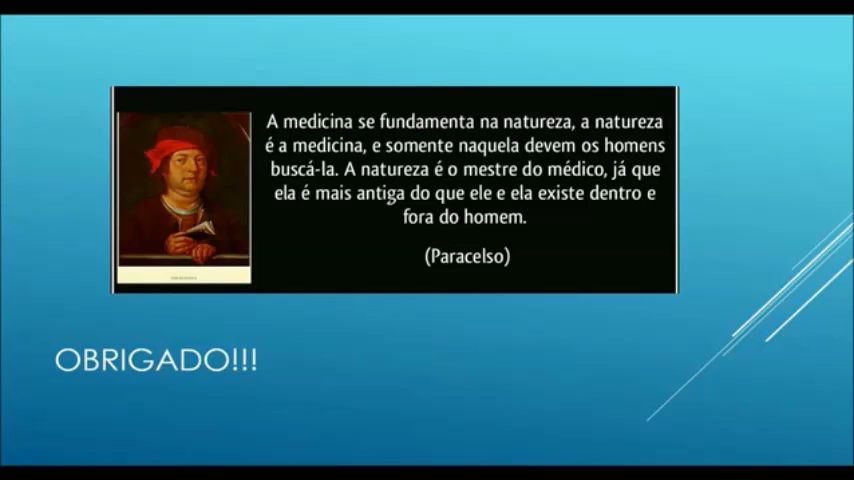 A medicina se fundamenta na natureza, a natureza
é a medicina, e somente naquela devem os homens
buscá-la. A natureza é o mestre do médico, já que
ela é mais antiga do que ele e ela existe dentro e
fora do homem.
(Paracelso)
OBRIGADO!!!